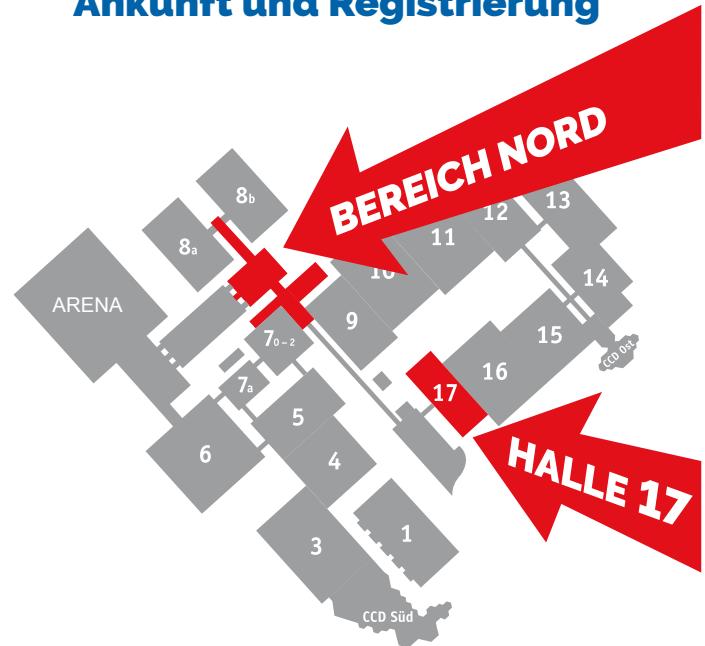 Ankunft und Registrierung
BEREICH NORD
8b
8a
13
12
11
10
14
ARENA
9
15
70–2
CCD Ost
7a
16
17
5
6
4
HALLE 17
3
1
CCD Süd